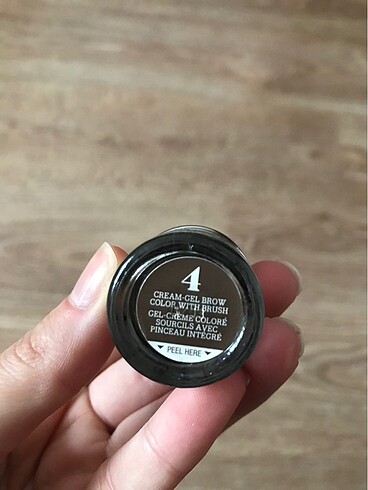 4
CREAM-GEL BROW
COLOR WITH BRUSH
GEL-CRÈME COLORÉ
SOURCILS AVEC
PINCEAU INTÉGRÉ
PEEL HERE